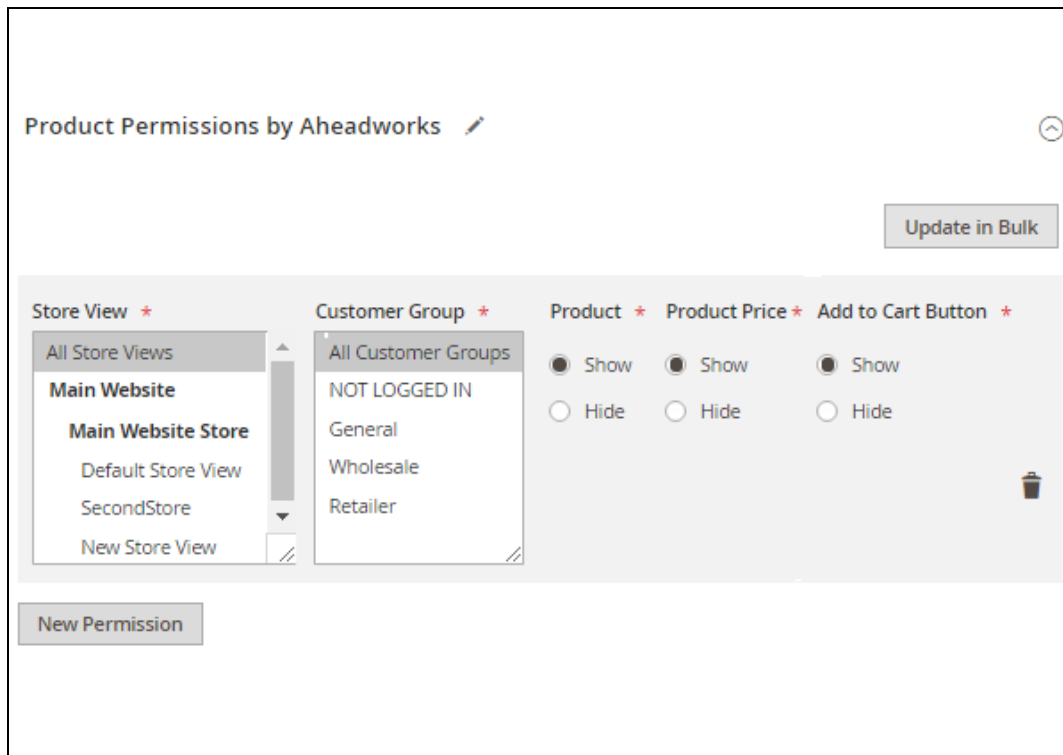 Product Permissions by Aheadworks
Update in Bulk
Store View *
All Store Views
Main Website
Main Website Store
Default Store View
SecondStore
New Store View
Customer Group *
All Customer Groups
NOT LOGGED IN
General
Wholesale
Retailer
Product *
Show
Hide
Product Price *
Show
Hide
Add to Cart Button *
Show
Hide
New Permission